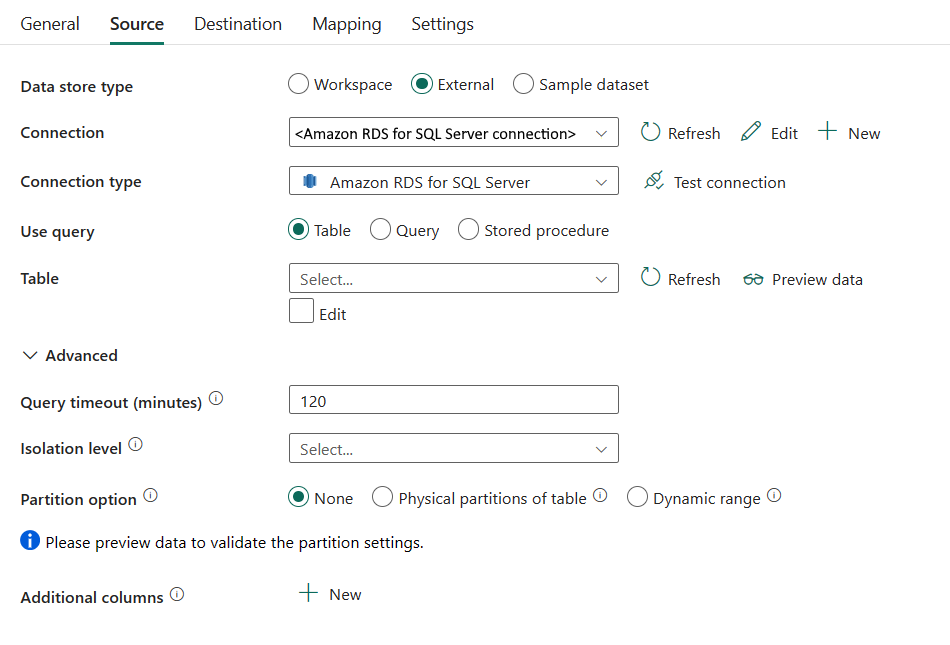 General Source Destination Mapping Settings
Data store type Workspace External Sample dataset
Connection <Amazon RDS for SQL Server connection> Refresh Edit New
Connection type Amazon RDS for SQL Server Test connection
Use query Table Query Stored procedure
Table Select... Refresh Preview data
Edit
Advanced
Query timeout (minutes) 120
Isolation level Select...
Partition option None Physical partitions of table Dynamic range
Please preview data to validate the partition settings.
Additional columns New